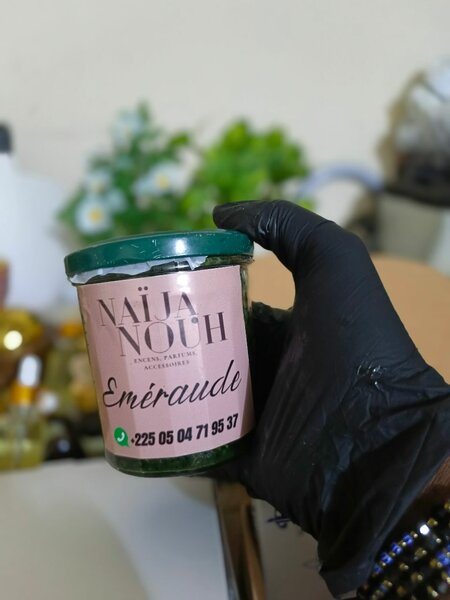 NAÏJA
NOUH
ENCENS, PARFUMS,
ACCESSOIRES
Eméraude
+225 05 04 71 95 37